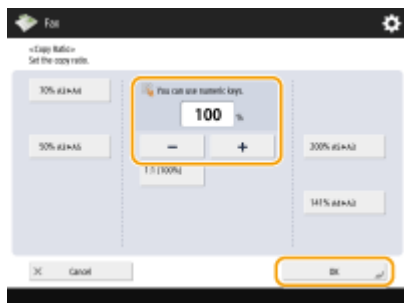 Fax
<Copy Ratio>
Set the copy ratio.
You can use numeric keys.
100 %
70% A3►A4
50% A3►A5
−
+
200% A5►A3
1:1 (100%)
141% A4►A3
Cancel
OK